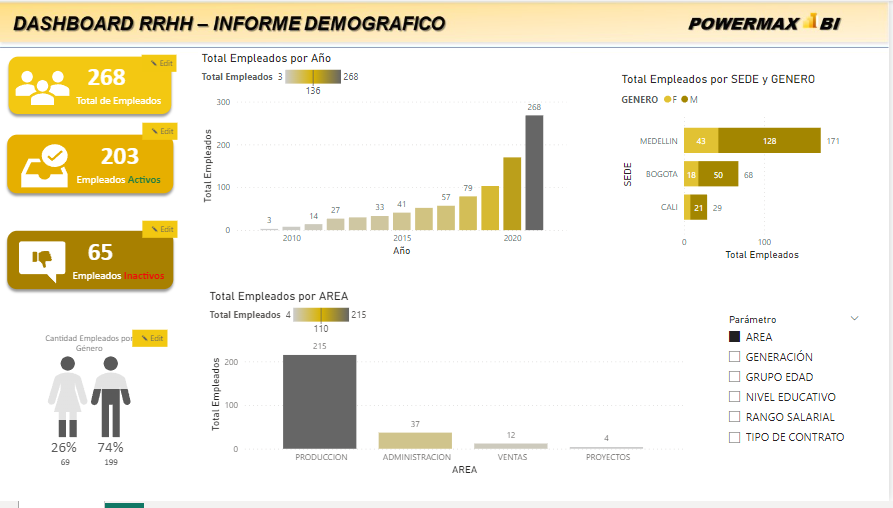 DASHBOARD RRHH – INFORME DEMOGRAFICO
POWERMAX BI
Edit
268
Total de Empleados
Edit
203
Empleados Activos
Edit
65
Empleados Inactivos
Edit
Cantidad Empleados por
Género
26%
74%
69
199
Total Empleados por Año
Total Empleados 3 268
136
Total Empleados
300
200
100
0
3
14
27
33
41
57
79
268
2010
2015
2020
Año
Total Empleados por SEDE y GENERO
GENERO F M
SEDE
MEDELLIN 43 128 171
BOGOTA 18 50 68
CALI 21 29
0 100
Total Empleados
Total Empleados por AREA
Total Empleados 4 215
110
Total Empleados
200
100
0
215
37
12
4
PRODUCCION
ADMINISTRACION
VENTAS
PROYECTOS
AREA
Parámetro
AREA
GENERACIÓN
GRUPO EDAD
NIVEL EDUCATIVO
RANGO SALARIAL
TIPO DE CONTRATO